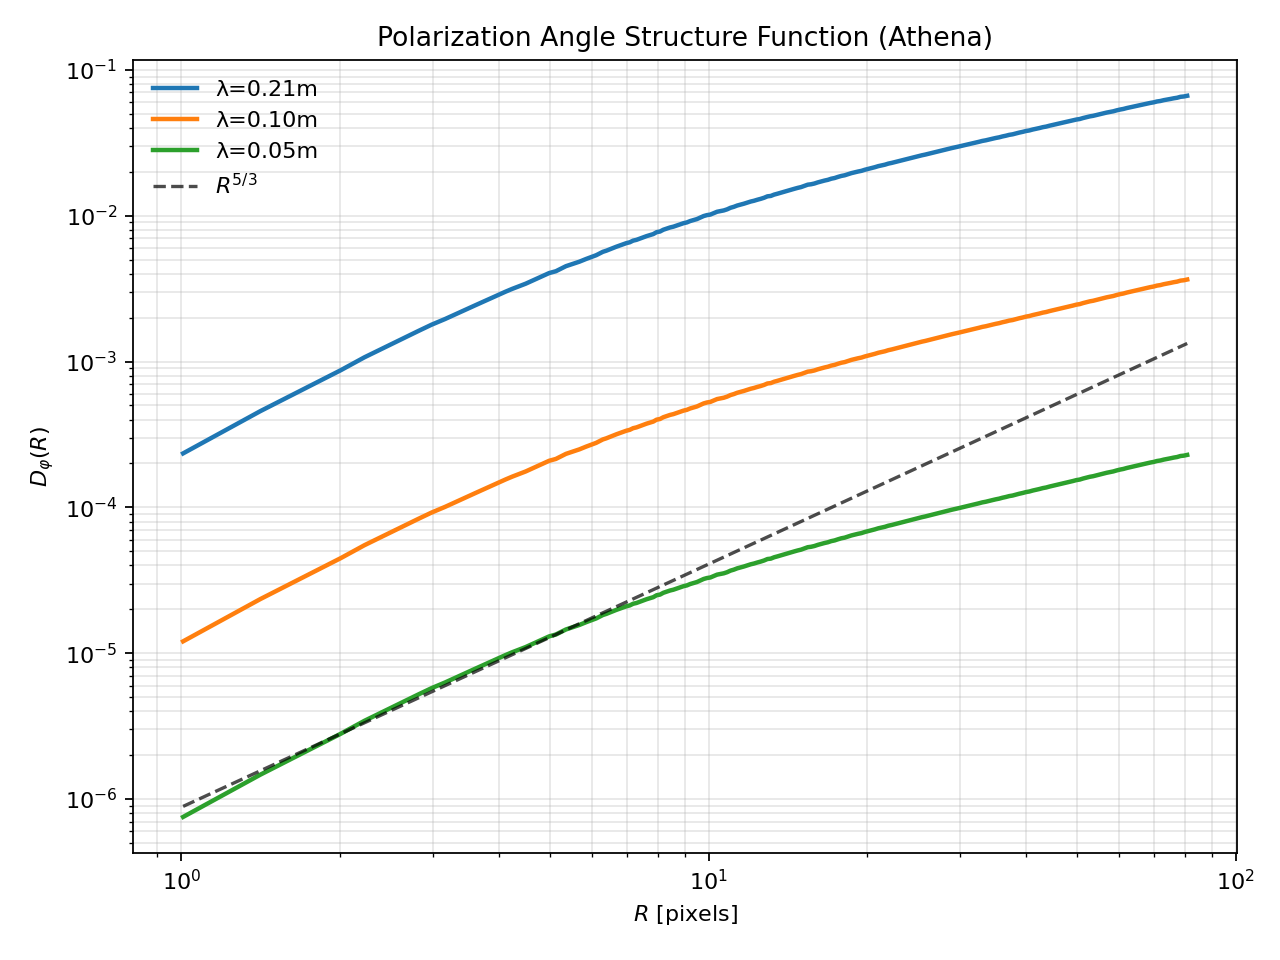 Polarization Angle Structure Function (Athena)
λ=0.21m
λ=0.10m
λ=0.05m
R^{5/3}
10^{-1}
10^{-2}
10^{-3}
10^{-4}
10^{-5}
10^{-6}
D_φ(R)
10^0 10^1 10^2
R [pixels]